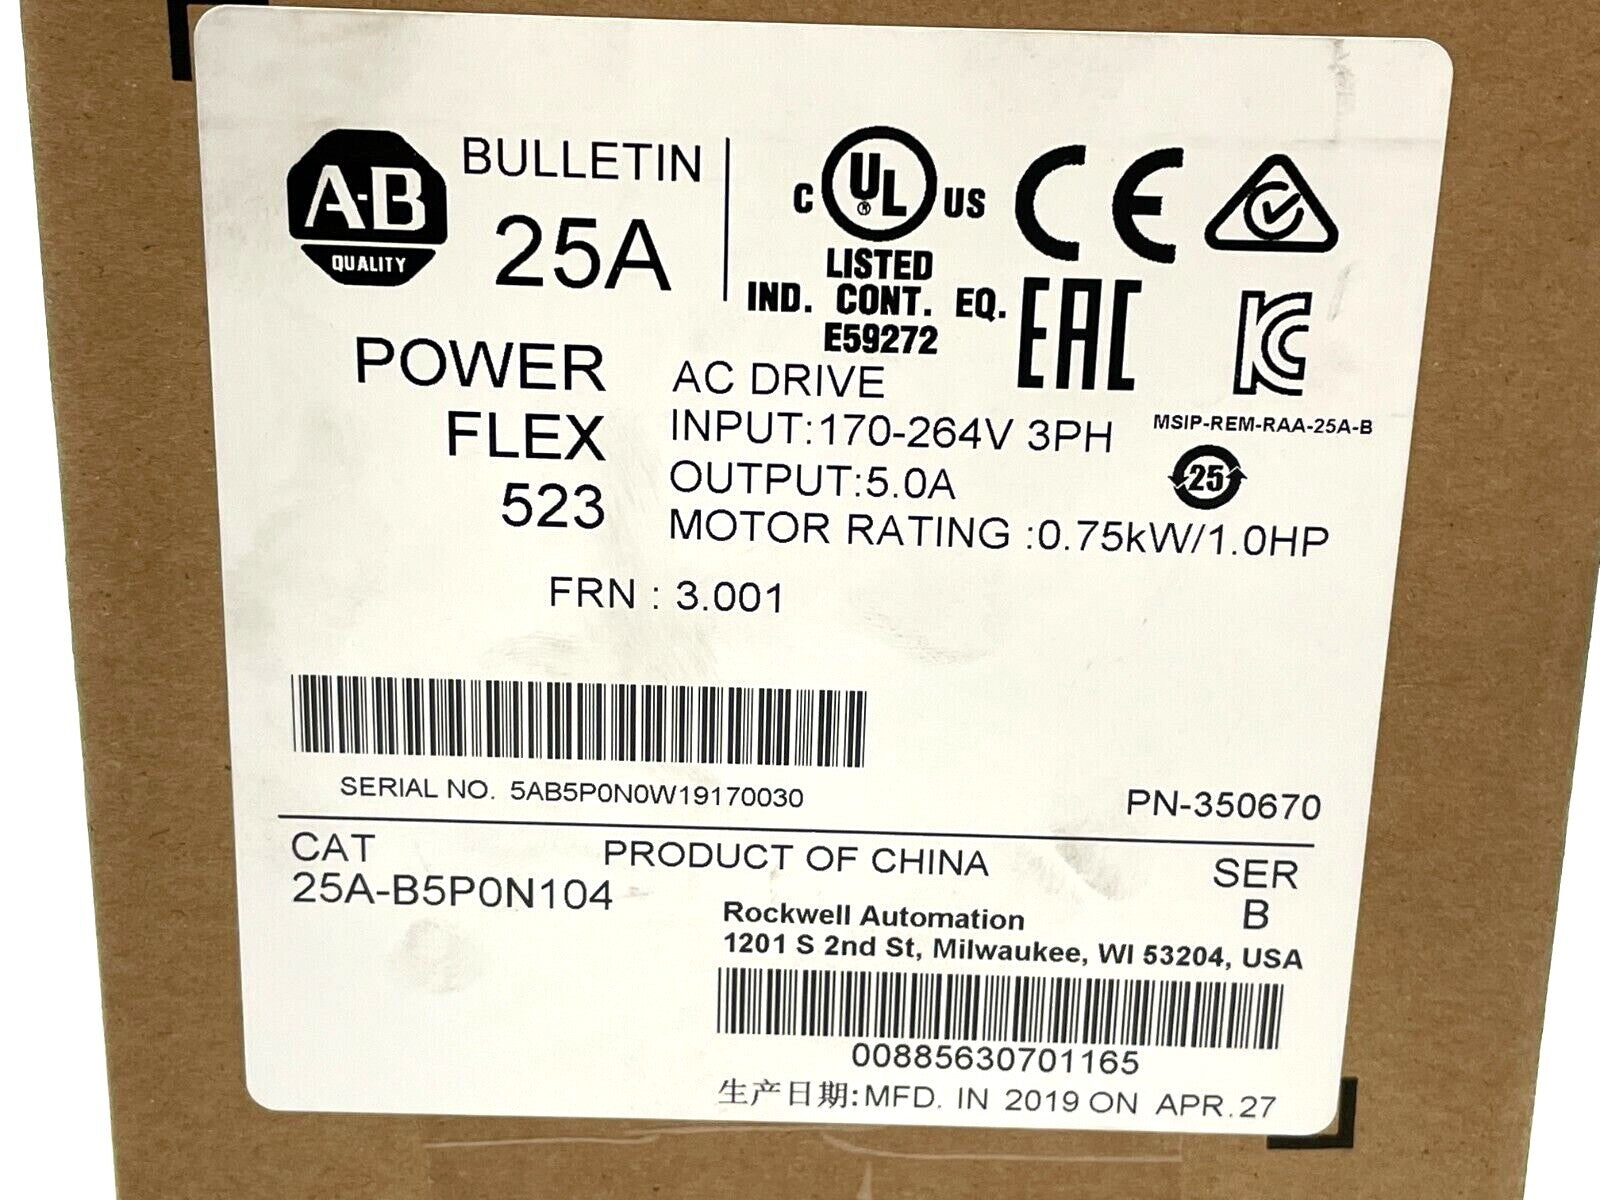 A-B
QUALITY
BULLETIN
25A
C UL® US
LISTED
IND. CONT. EQ.
E59272
CE
EAC
KC
MSIP-REM-RAA-25A-B
25
POWER
FLEX
523
AC DRIVE
INPUT:170-264V 3PH
OUTPUT:5.0A
MOTOR RATING :0.75kW/1.0HP
FRN : 3.001
SERIAL NO. 5AB5P0N0W19170030
PN-350670
CAT
25A-B5P0N104
PRODUCT OF CHINA
SER
B
Rockwell Automation
1201 S 2nd St, Milwaukee, WI 53204, USA
00885630701165
生产日期:MFD. IN 2019 ON APR.27